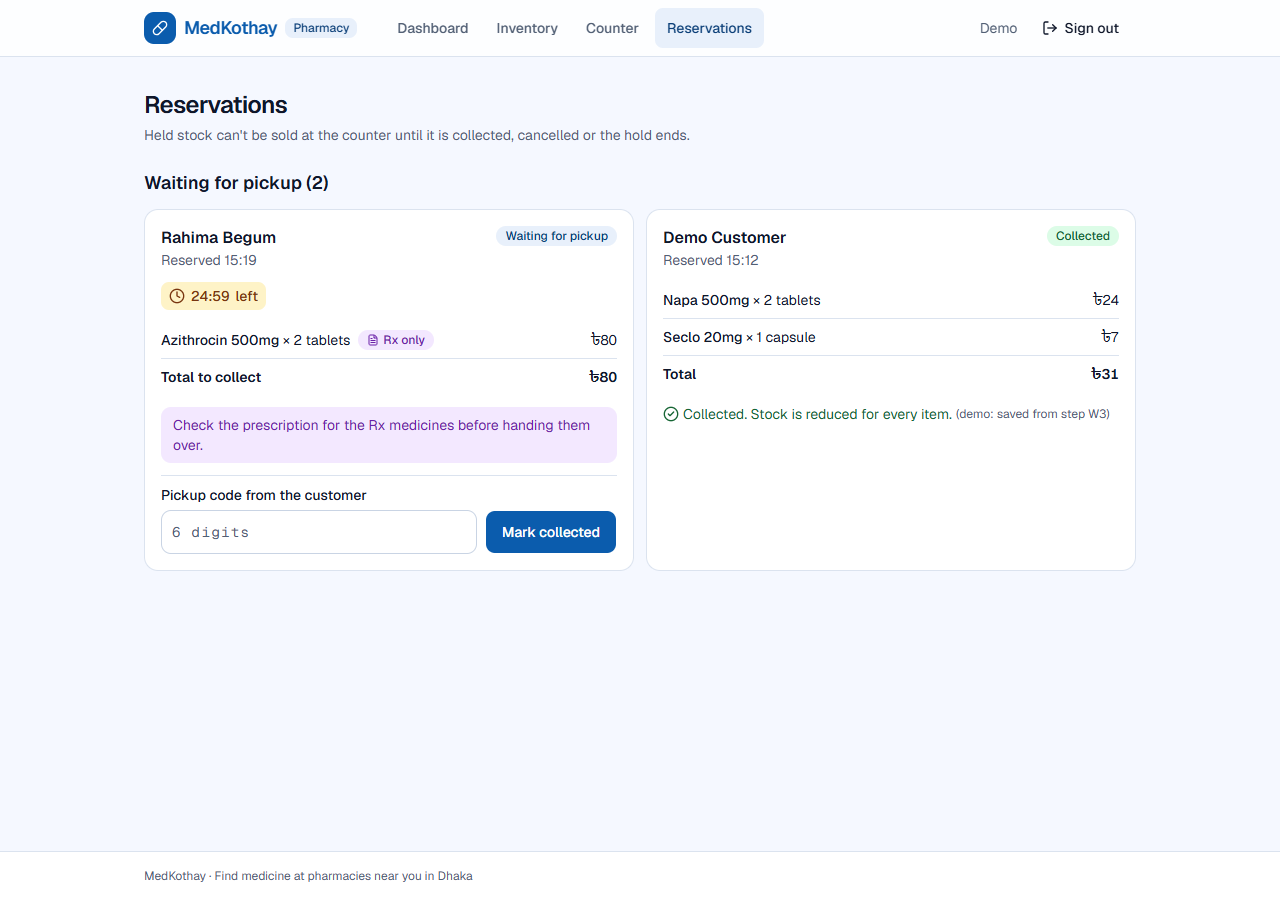 MedKothay Pharmacy Dashboard Inventory Counter Reservations Demo Sign out
Reservations
Held stock can't be sold at the counter until it is collected, cancelled or the hold ends.
Waiting for pickup (2)
Rahima Begum Waiting for pickup
Reserved 15:19
24:59 left
Azithrocin 500mg × 2 tablets Rx only ৳80
Total to collect ৳80
Check the prescription for the Rx medicines before handing them
over.
Pickup code from the customer
6 digits Mark collected
Demo Customer Collected
Reserved 15:12
Napa 500mg × 2 tablets ৳24
Seclo 20mg × 1 capsule ৳7
Total ৳31
Collected. Stock is reduced for every item. (demo: saved from step W3)
MedKothay · Find medicine at pharmacies near you in Dhaka